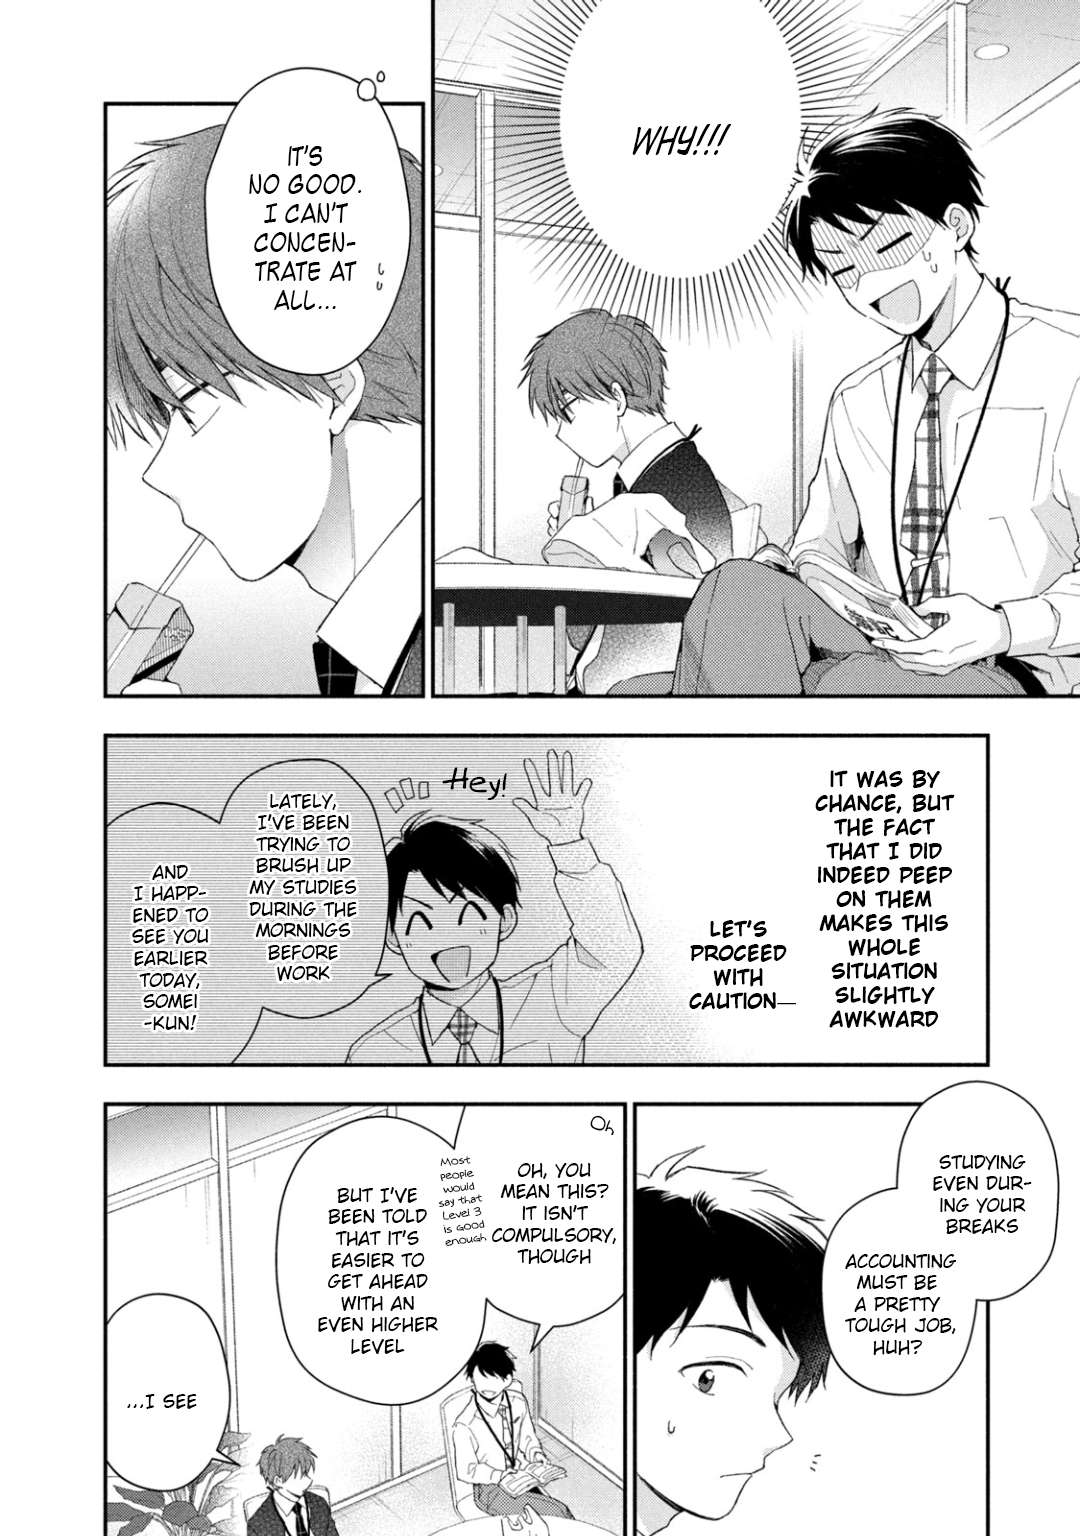 WHY!!!
IT'S
NO GOOD.
I CAN'T
CONCEN-
TRATE AT
ALL...
IT WAS BY
CHANCE, BUT
THE FACT
THAT I DID
INDEED PEEP
ON THEM
MAKES THIS
WHOLE
SITUATION
SLIGHTLY
AWKWARD
LET'S
PROCEED
WITH
CAUTION—
Hey!
LATELY,
I'VE BEEN
TRYING TO
BRUSH UP
MY STUDIES
DURING THE
MORNINGS
BEFORE
WORK
AND
I HAPP-
ENED TO
SEE YOU
EARLIER
TODAY,
SOMEI
-KUN!
STUDYING
EVEN DUR-
ING YOUR
BREAKS
ACCOUNTING
MUST BE
A PRETTY
TOUGH JOB,
HUH?
Oh
OH, YOU
MEAN THIS?
IT ISN'T
COMPULSORY,
THOUGH
Most
people
would
say that
Level 3
is good
enough
BUT I'VE
BEEN TOLD
THAT IT'S
EASIER TO
GET AHEAD
WITH AN
EVEN HIGHER
LEVEL
...I SEE